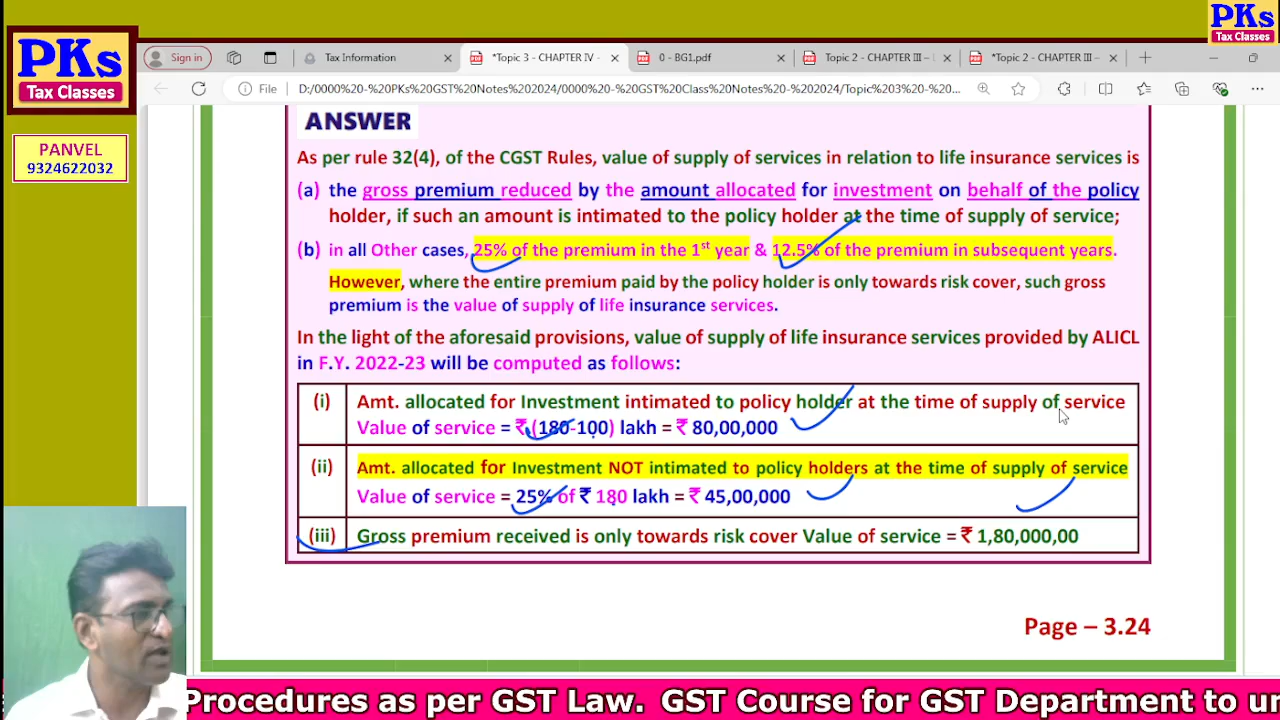 PKs
Tax Classes
PKs
Tax Classes
PANVEL
9324622032
Sign in
Tax Information
*Topic 3 - CHAPTER IV -
0 - BG1.pdf
Topic 2 - CHAPTER III – L
*Topic 2 - CHAPTER III –
File
D:/0000%20-%20PKs%20GST%20Notes%202024/0000%20-%20GST%20Class%20Notes%20-%202024/Topic%203%20-%20...
ANSWER
As per rule 32(4), of the CGST Rules, value of supply of services in relation to life insurance services is
(a) the gross premium reduced by the amount allocated for investment on behalf of the policy
holder, if such an amount is intimated to the policy holder at the time of supply of service;
(b) in all Other cases, 25% of the premium in the 1st year & 12.5% of the premium in subsequent years.
However, where the entire premium paid by the policy holder is only towards risk cover, such gross
premium is the value of supply of life insurance services.
In the light of the aforesaid provisions, value of supply of life insurance services provided by ALICL
in F.Y. 2022-23 will be computed as follows:
(i) Amt. allocated for Investment intimated to policy holder at the time of supply of service
Value of service = ₹ (180-100) lakh = ₹ 80,00,000
(ii) Amt. allocated for Investment NOT intimated to policy holders at the time of supply of service
Value of service = 25% of ₹ 180 lakh = ₹ 45,00,000
(iii) Gross premium received is only towards risk cover Value of service = ₹ 1,80,000,00
Page – 3.24
Procedures as per GST Law. GST Course for GST Department to un